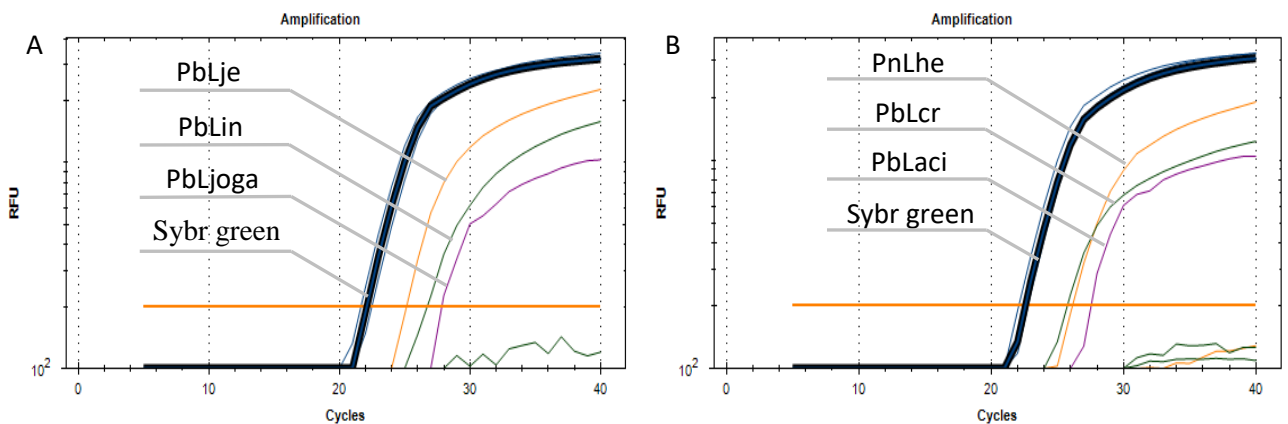 A
Amplification
PbLje
PbLin
PbLjoga
Sybr green
RFU
10²
0 10 20 30 40
Cycles
B
Amplification
PnLhe
PbLcr
PbLaci
Sybr green
RFU
10²
0 10 20 30 40
Cycles